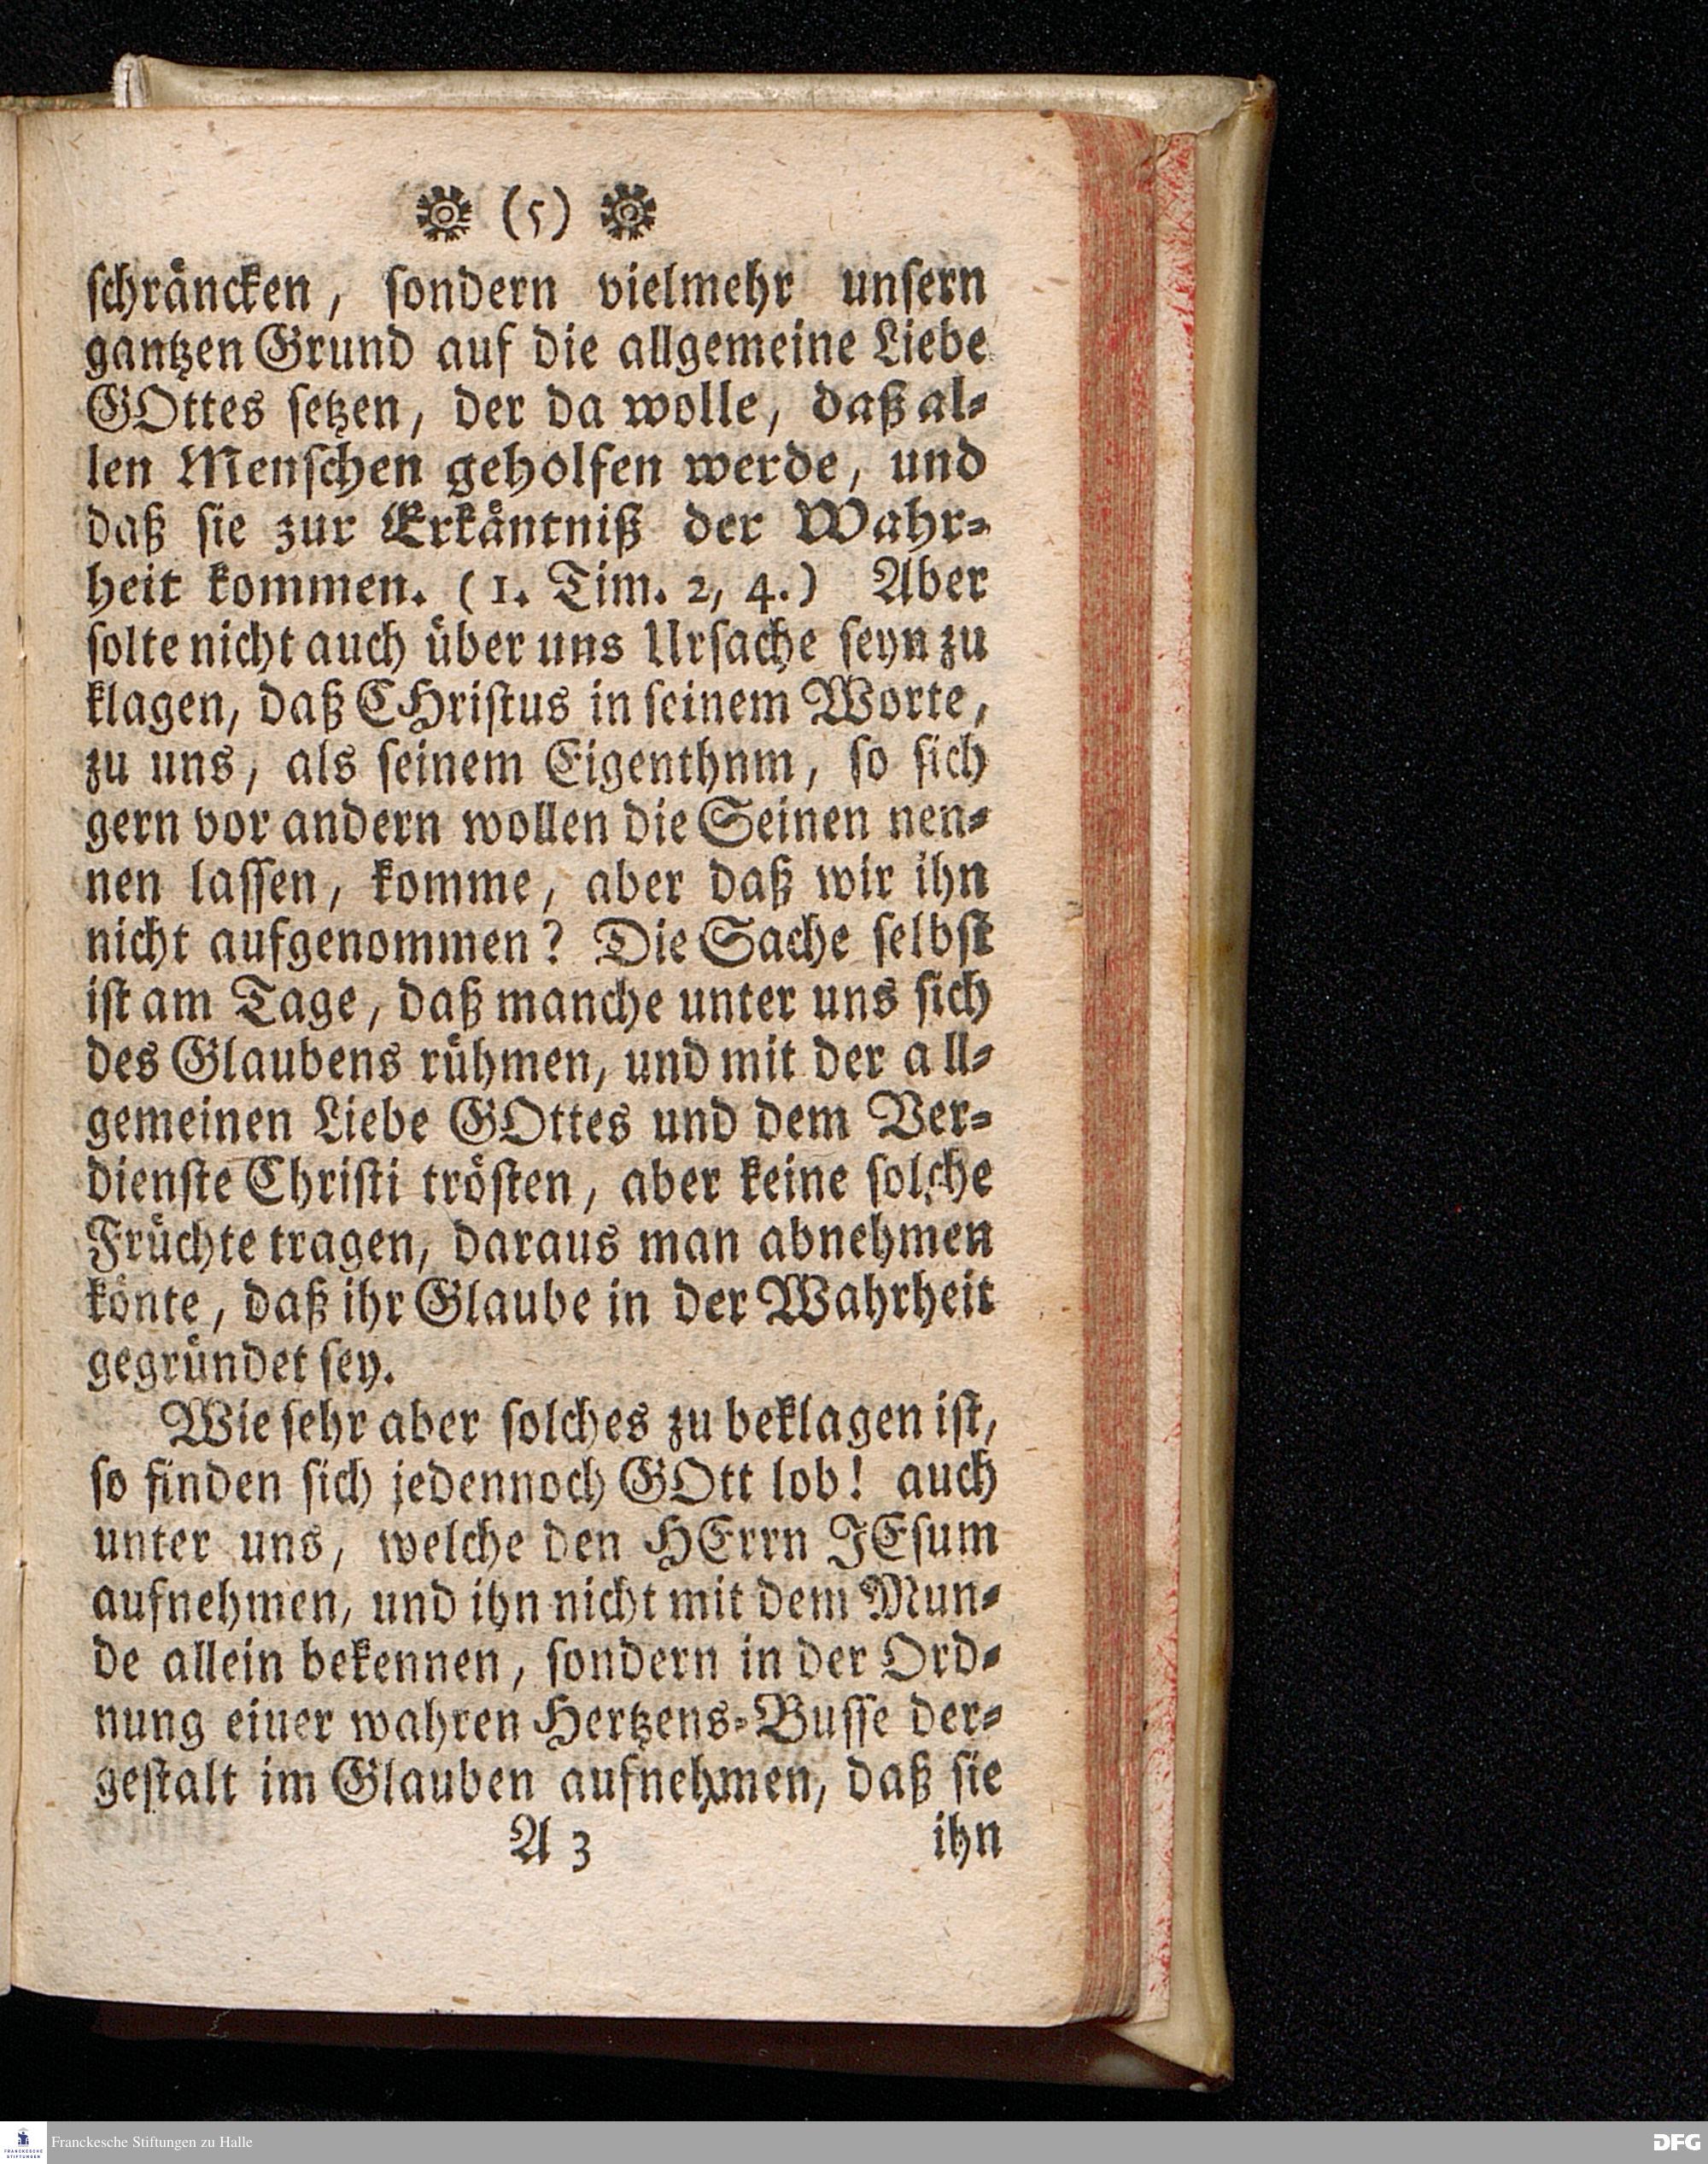 (5)
schräncken, sondern vielmehr unsern
gantzen Grund auf die allgemeine Liebe
GOttes setzen, der da wolle, daß al-
len Menschen geholfen werde, und
daß sie zur Erkäntniß der Wahr-
heit kommen. (1. Tim. 2, 4.) Aber
solte nicht auch über uns Ursache seyn zu
klagen, daß CHristus in seinem Worte,
zu uns, als seinem Eigenthnm, so sich
gern vor andern wollen die Seinen nen-
nen lassen, komme, aber daß wir ihn
nicht aufgenommen? Die Sache selbst
ist am Tage, daß manche unter uns sich
des Glaubens rühmen, und mit der all-
gemeinen Liebe GOttes und dem Ver-
dienste Christi trösten, aber keine solche
Früchte tragen, daraus man abnehmen
könte, daß ihr Glaube in der Wahrheit
gegründet sey.
Wie sehr aber solches zu beklagen ist,
so finden sich jedennoch GOtt lob! auch
unter uns, welche den HErrn JEsum
aufnehmen, und ihn nicht mit dem Mun-
de allein bekennen, sondern in der Ord-
nung einer wahren Hertzens-Busse der-
gestalt im Glauben aufnehmen, daß sie
A 3 ihn
FRANCKESCHE
STIFTUNGEN
Franckesche Stiftungen zu Halle
DFG